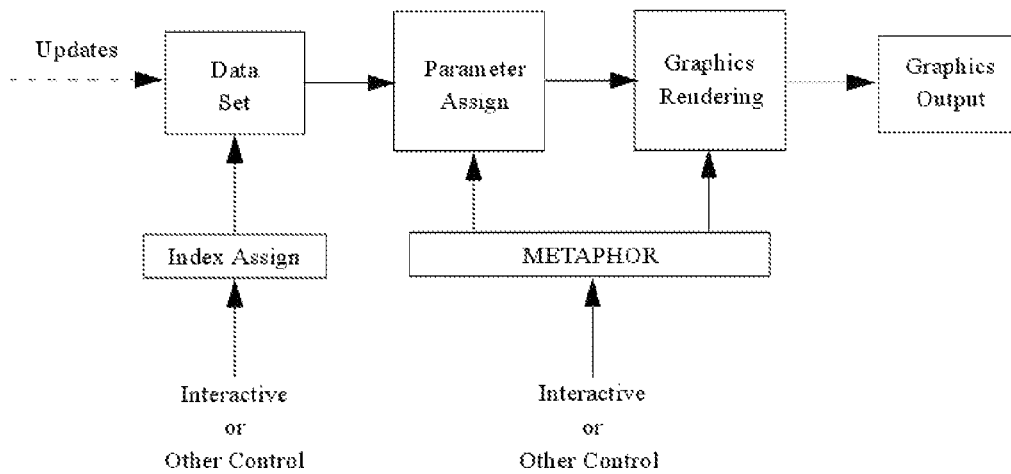 Updates
Data
Set
Parameter
Assign
Graphics
Rendering
Graphics
Output
Index Assign
METAPHOR
Interactive
or
Other Control
Interactive
or
Other Control